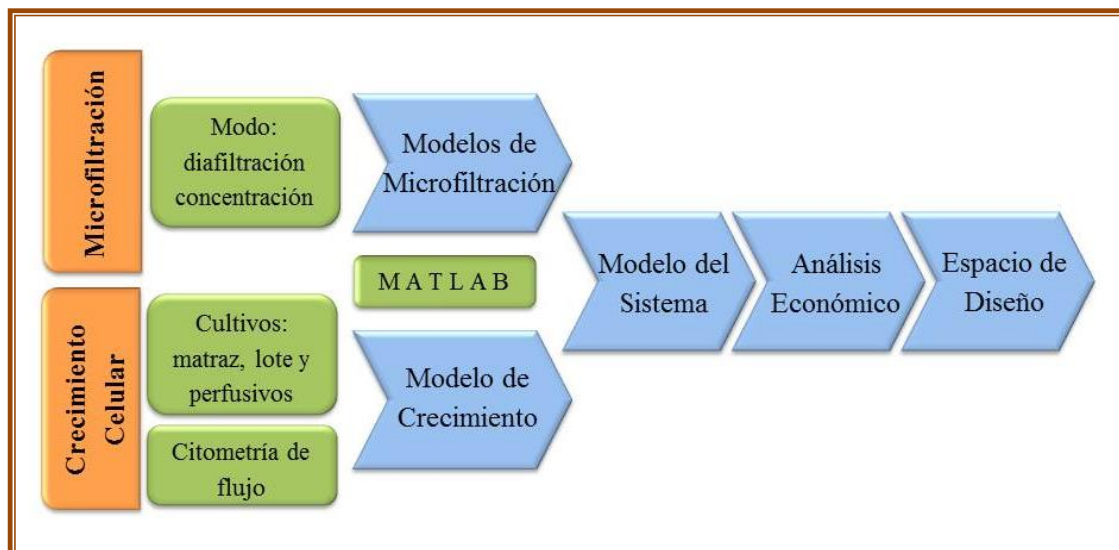 Microfiltración
Modo:
diafiltración
concentración
Modelos de
Microfiltración
M A T L A B
Crecimiento
Celular
Cultivos:
matraz, lote y
perfusivos
Citometría de
flujo
Modelo de
Crecimiento
Modelo del
Sistema
Análisis
Económico
Espacio de
Diseño